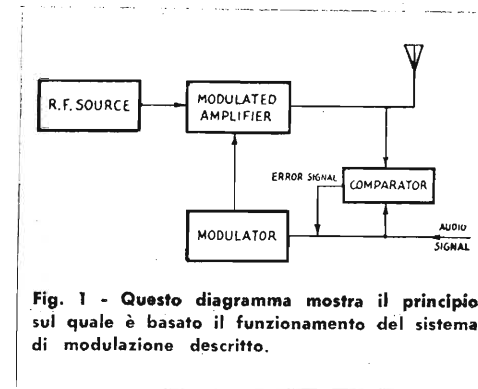 R.F. SOURCE
MODULATED
AMPLIFIER
ERROR SIGNAL
COMPARATOR
MODULATOR
AUDIO
SIGNAL
Fig. 1 - Questo diagramma mostra il principio
sul quale è basato il funzionamento del sistema
di modulazione descritto.